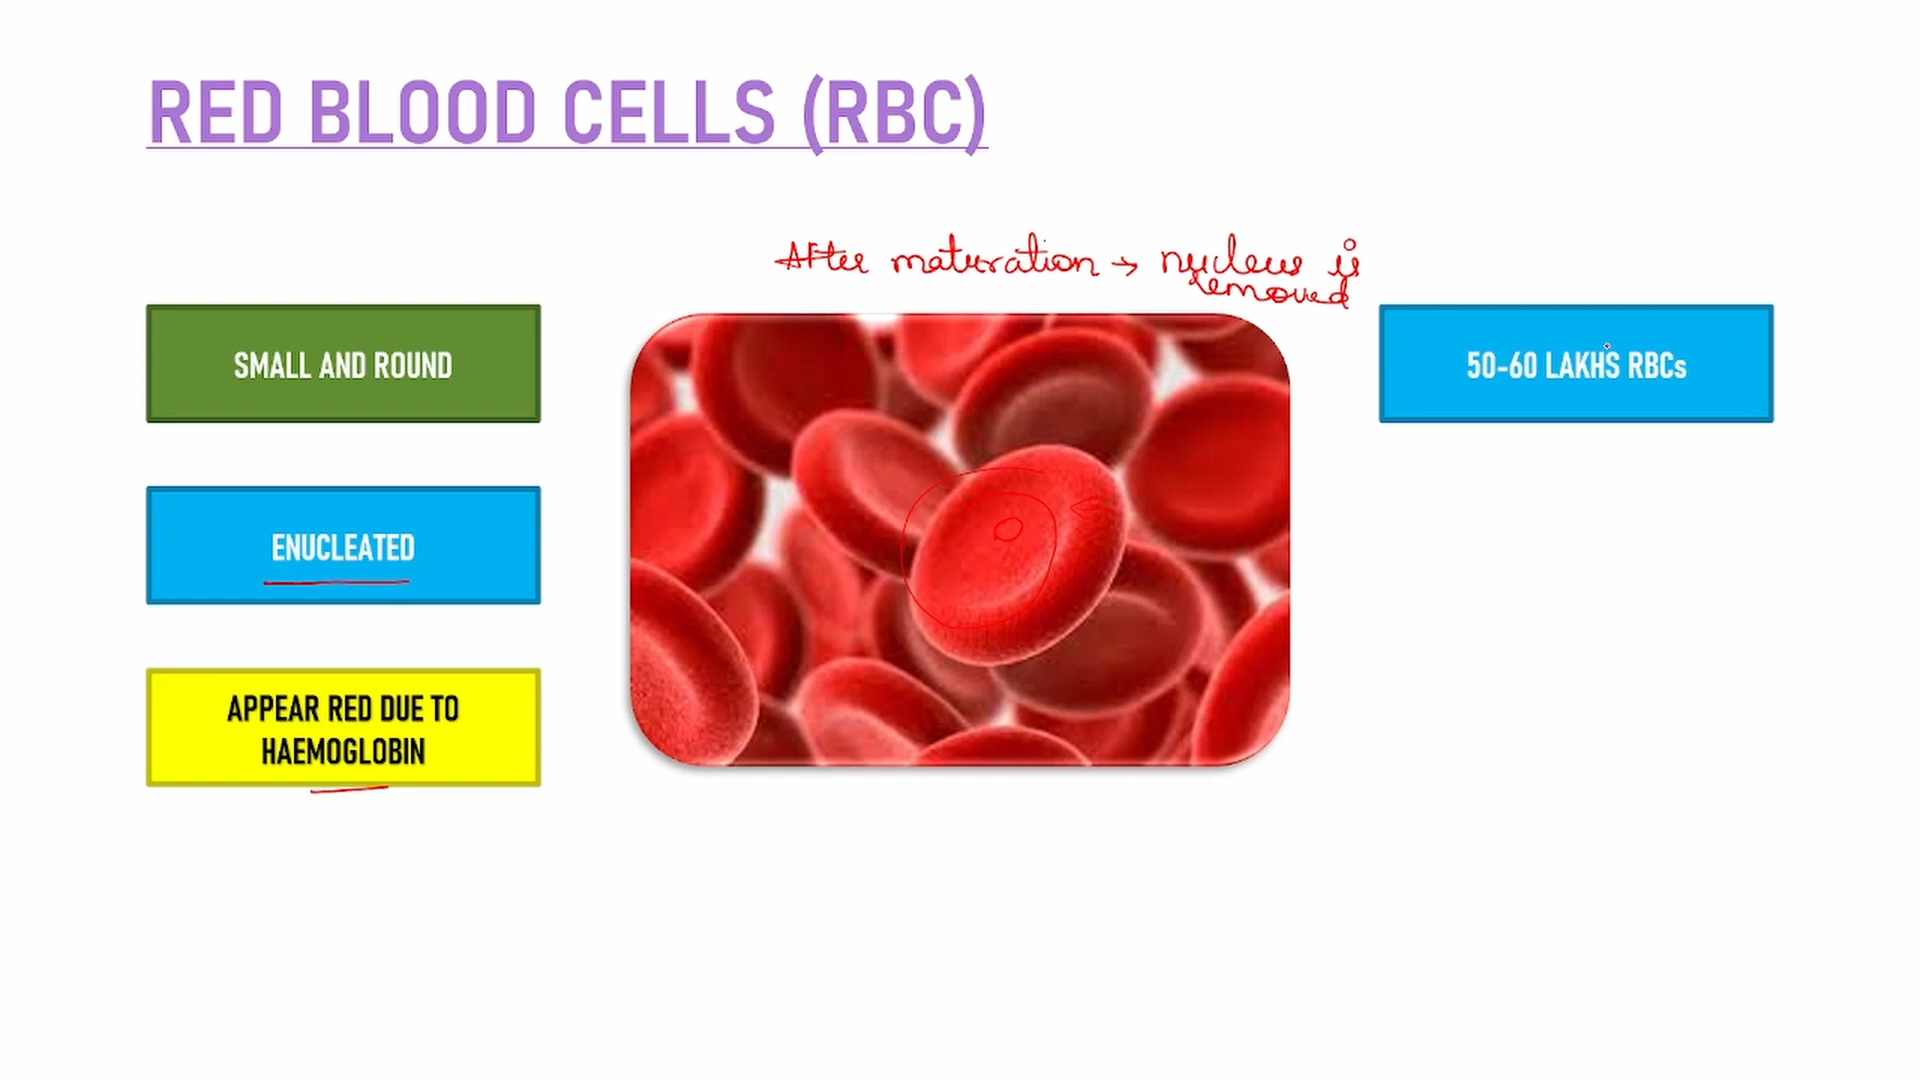 RED BLOOD CELLS (RBC)
After maturation → nucleus is
removed
SMALL AND ROUND
50-60 LAKHS RBCs
ENUCLEATED
APPEAR RED DUE TO
HAEMOGLOBIN